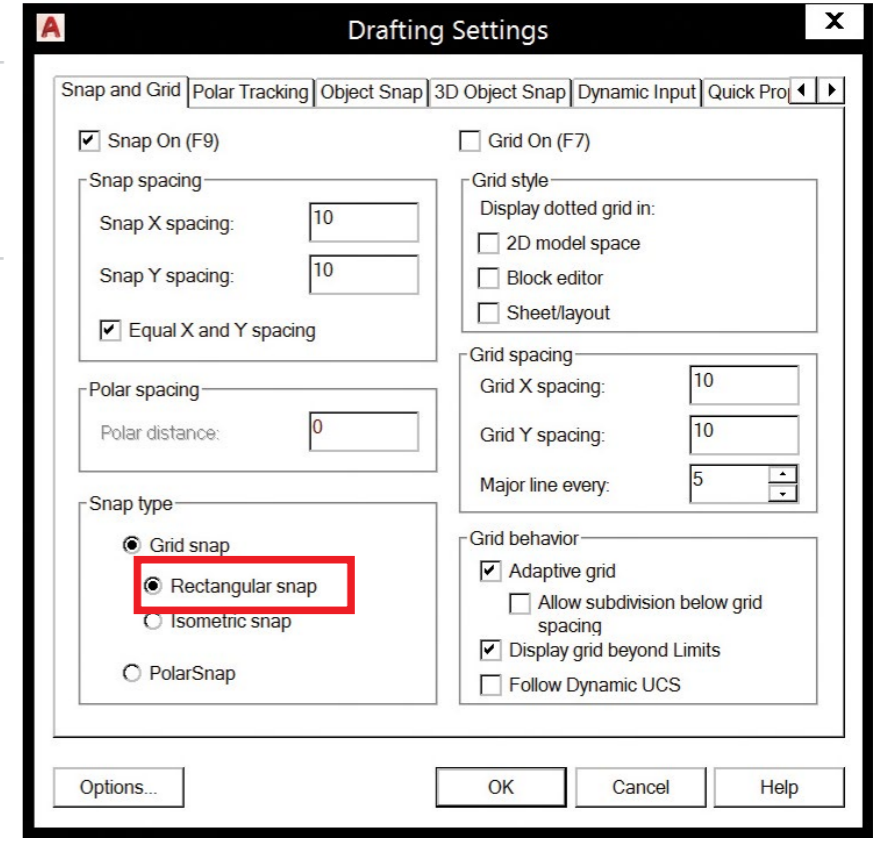 A
Drafting Settings
X
Snap and Grid
Polar Tracking
Object Snap
3D Object Snap
Dynamic Input
Quick Pro
Snap On (F9)
Grid On (F7)
Snap spacing
Snap X spacing:
10
Snap Y spacing:
10
Equal X and Y spacing
Polar spacing
Polar distance:
0
Snap type
Grid snap
Rectangular snap
Isometric snap
PolarSnap
Grid style
Display dotted grid in:
2D model space
Block editor
Sheet/layout
Grid spacing
Grid X spacing:
10
Grid Y spacing:
10
Major line every:
5
Grid behavior
Adaptive grid
Allow subdivision below grid
spacing
Display grid beyond Limits
Follow Dynamic UCS
Options...
OK
Cancel
Help